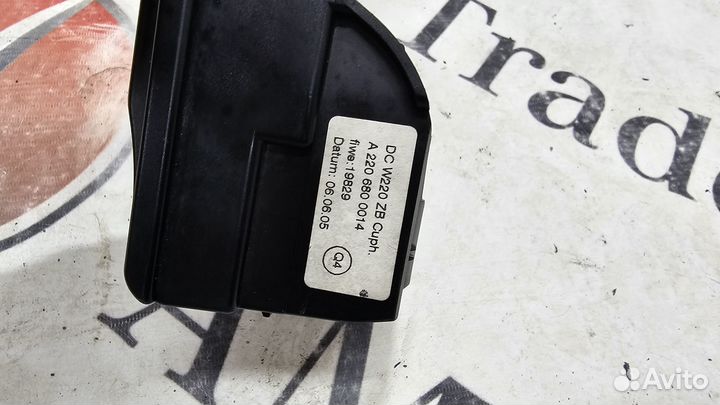 DC W220 ZB Cuph.
A 220 680 0014
fiwe:19829
Datum: 06.06.05
Q4
Trade
Avito